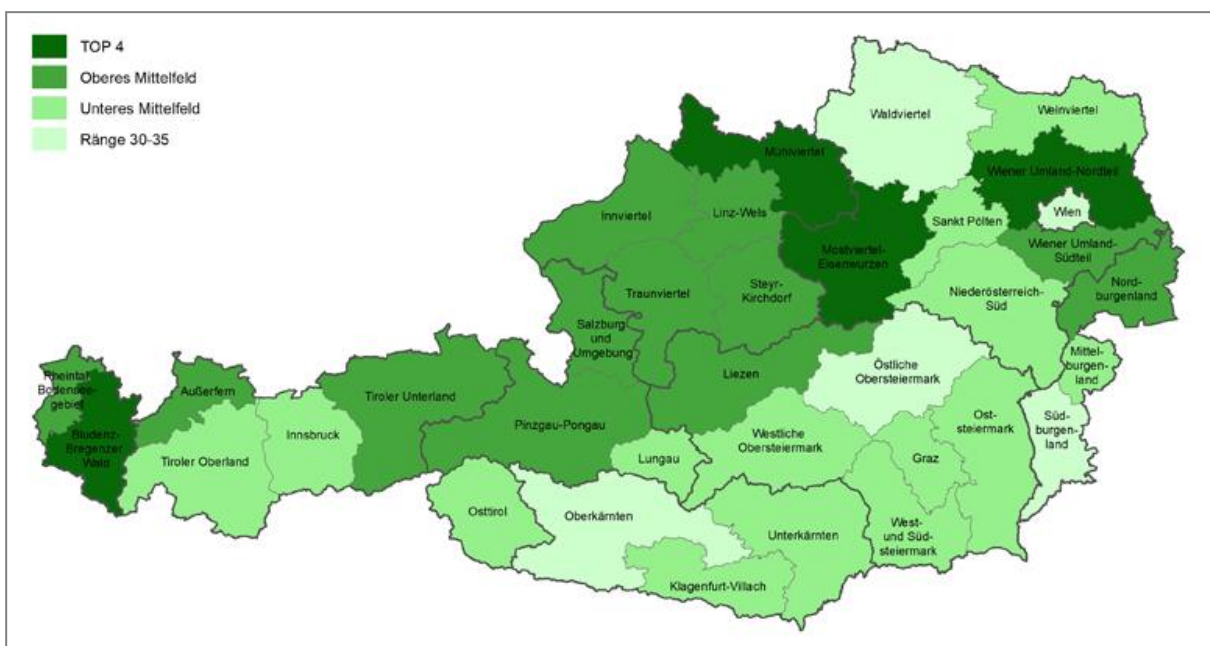 TOP 4
Oberes Mittelfeld
Unteres Mittelfeld
Ränge 30-35
Waldviertel
Weinviertel
Mühlviertel
Wiener Umland-Nordteil
Innviertel
Linz-Wels
Wien
Sankt Pölten
Mostviertel-
Eisenwurzen
Wiener Umland-
Südteil
Nord-
burgenland
Traunviertel
Steyr-
Kirchdorf
Niederösterreich-
Süd
Salzburg
und
Umgebung
Mittel-
burgen-
land
Östliche
Obersteiermark
Liezen
Rheintal-
Bodensee-
gebiet
Außerfern
Tiroler Unterland
Pinzgau-Pongau
Ost-
steiermark
Süd-
burgen-
land
Bludenz-
Bregenzer
Wald
Innsbruck
Tiroler Oberland
Westliche
Obersteiermark
Lungau
Graz
Osttirol
Oberkärnten
Unterkärnten
West-
und Süd-
steiermark
Klagenfurt-Villach